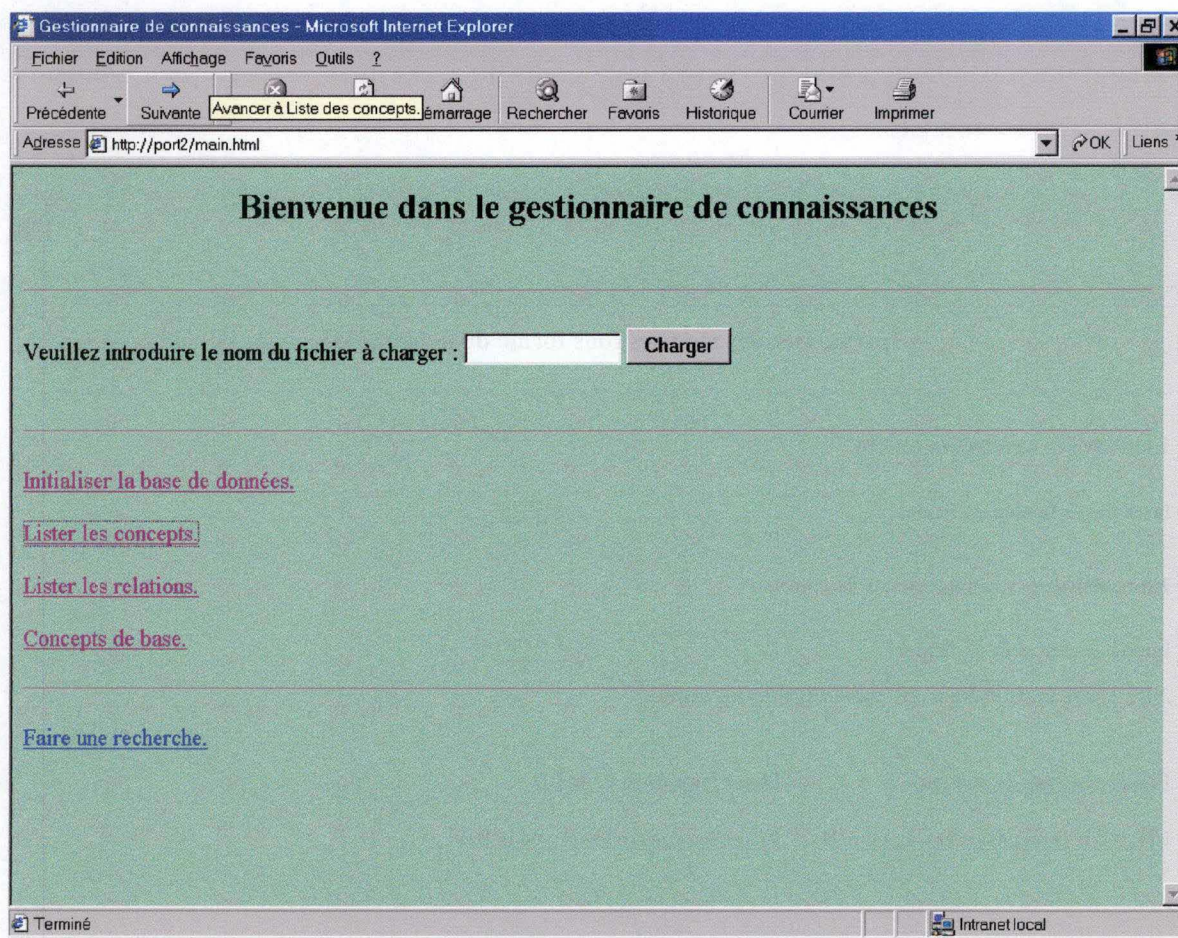 Gestionnaire de connaissances - Microsoft Internet Explorer
Fichier Edition Affichage Favoris Outils ?
Précédente Suivante Avancer à Liste des concepts. émarrage Rechercher Favoris Historique Courrier Imprimer
Adresse http://port2/main.html OK Liens
Bienvenue dans le gestionnaire de connaissances
Veuillez introduire le nom du fichier à charger : Charger
Initialiser la base de données.
Lister les concepts.
Lister les relations.
Concepts de base.
Faire une recherche.
Terminé Intranet local